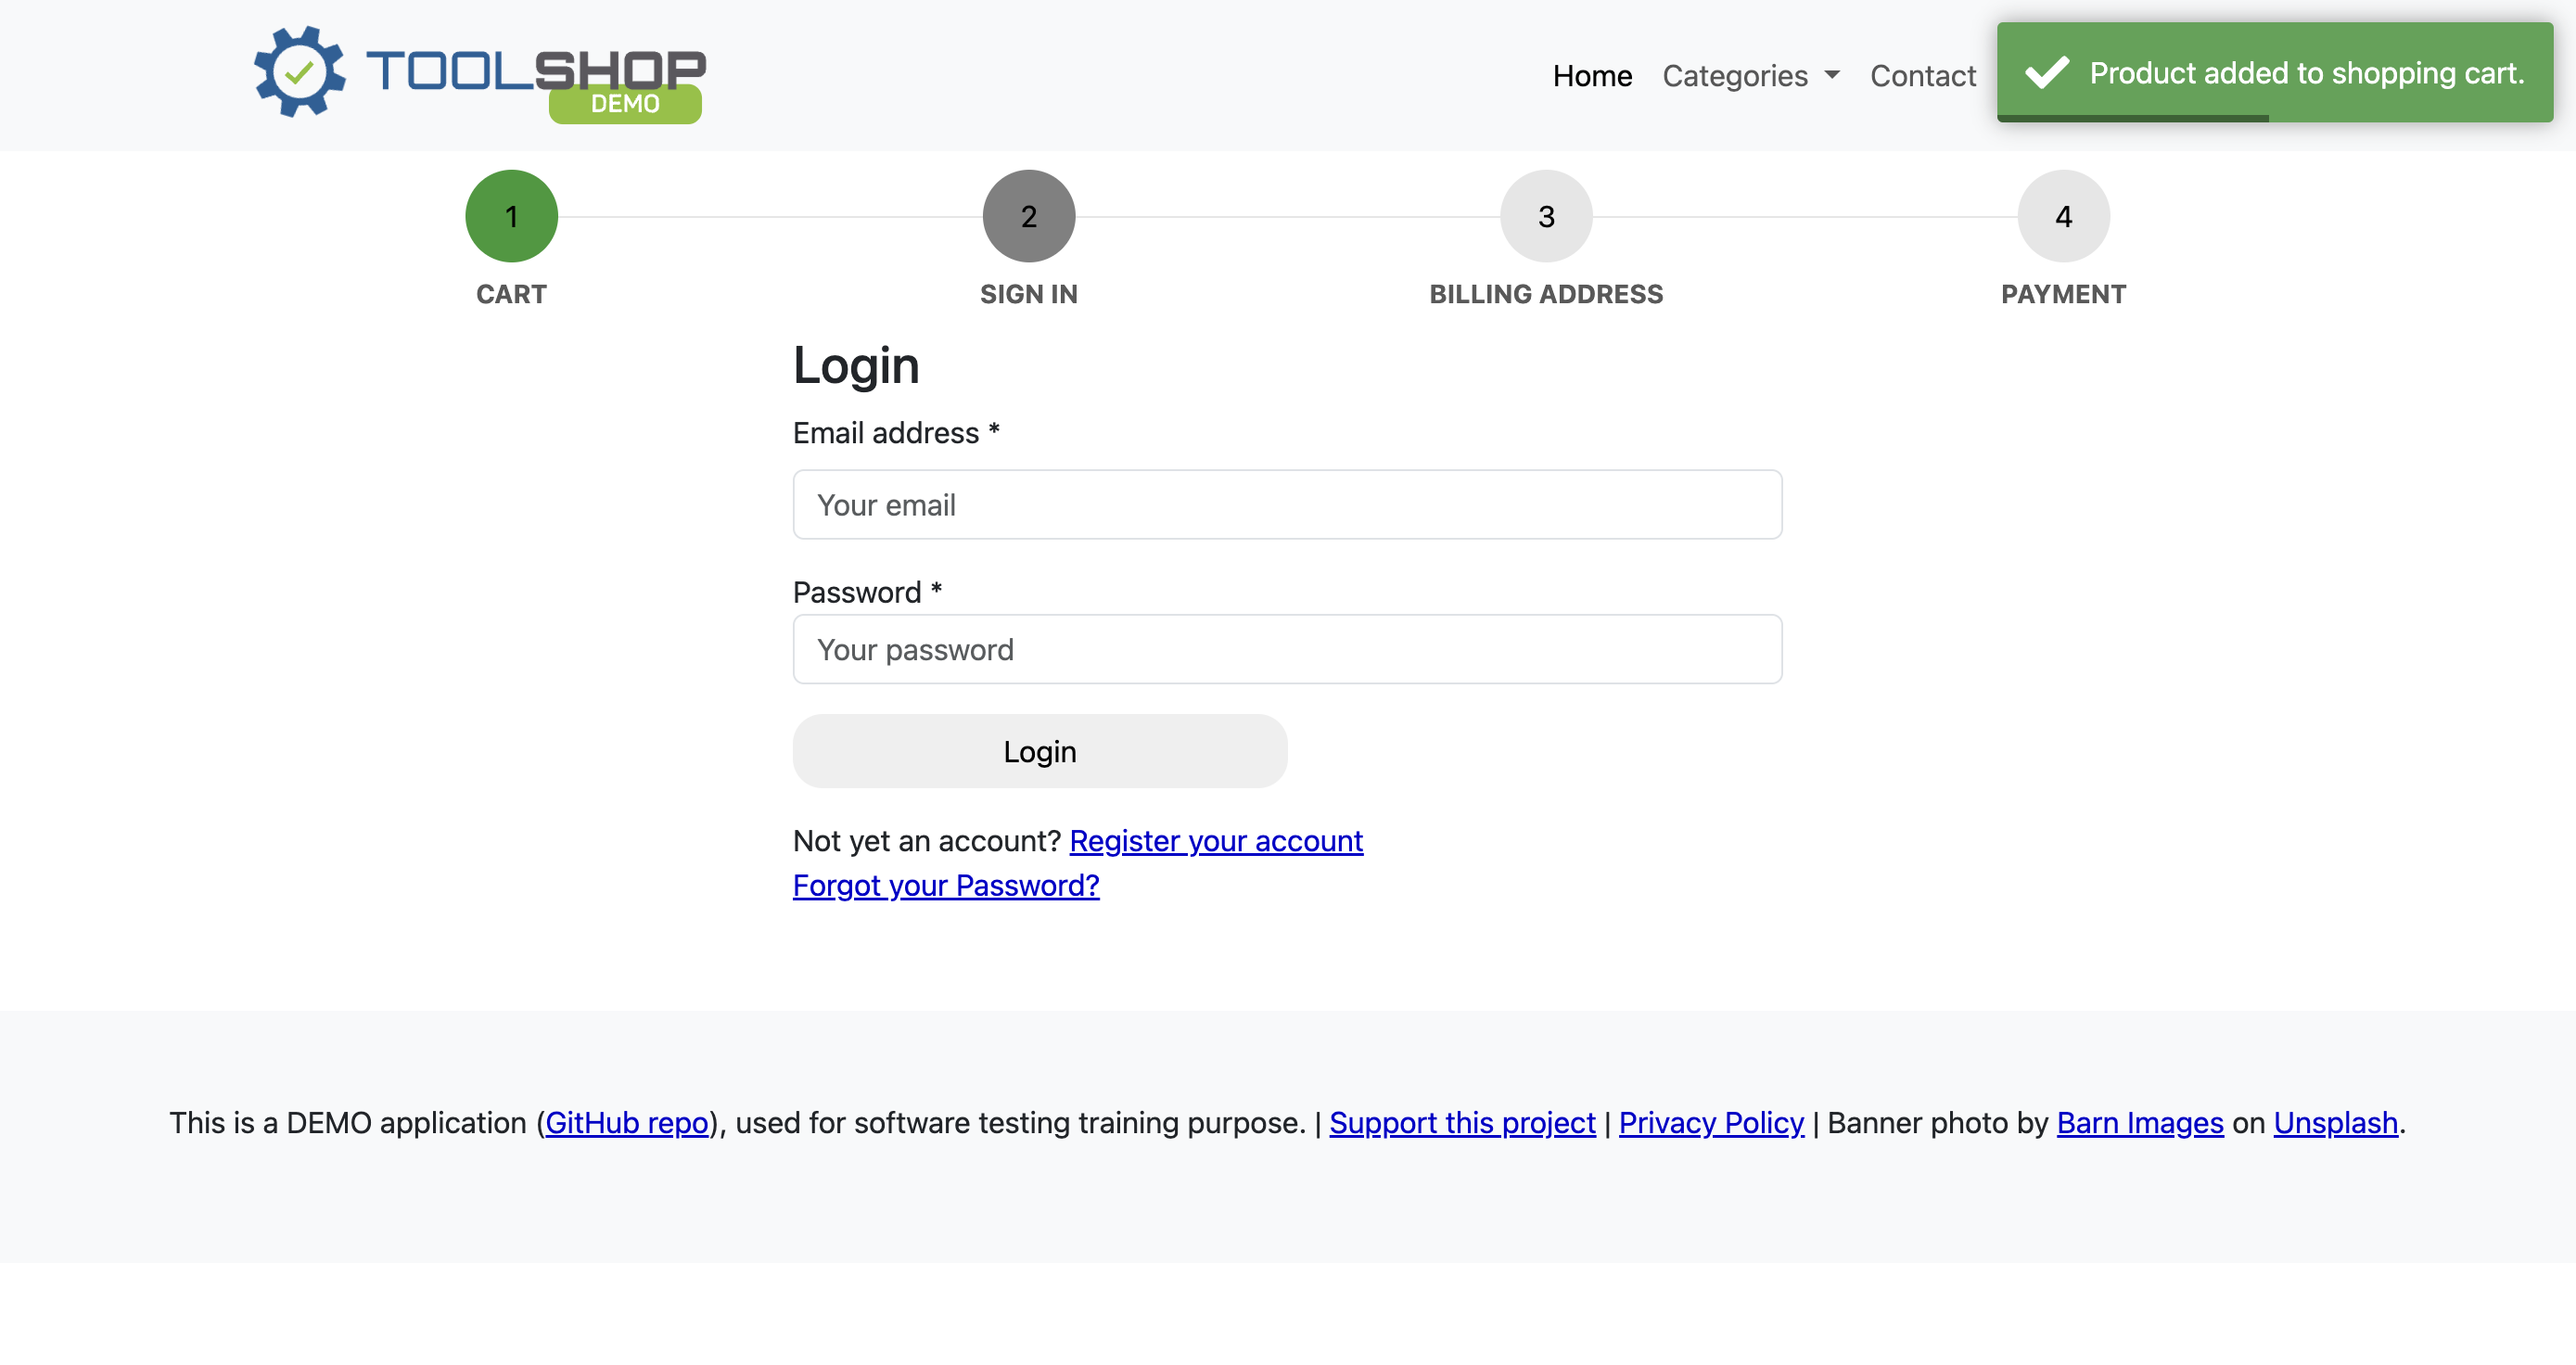 TOOLSHOP
DEMO
Home Categories Contact
Product added to shopping cart.
1 2 3 4
CART SIGN IN BILLING ADDRESS PAYMENT
Login
Email address *
Your email
Password *
Your password
Login
Not yet an account? Register your account
Forgot your Password?
This is a DEMO application (GitHub repo), used for software testing training purpose. | Support this project | Privacy Policy | Banner photo by Barn Images on Unsplash.